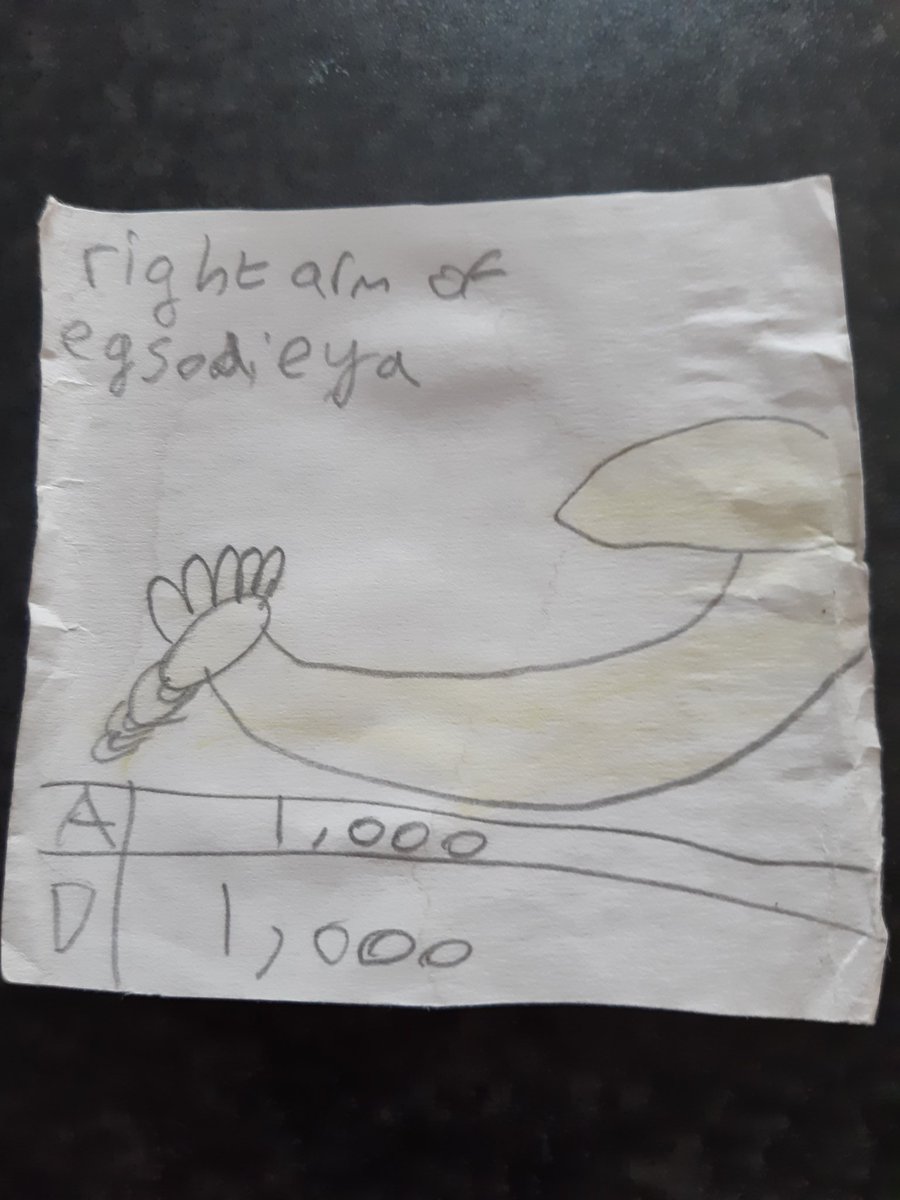 right arm of
egsodieya
A 1,000
D 1,000